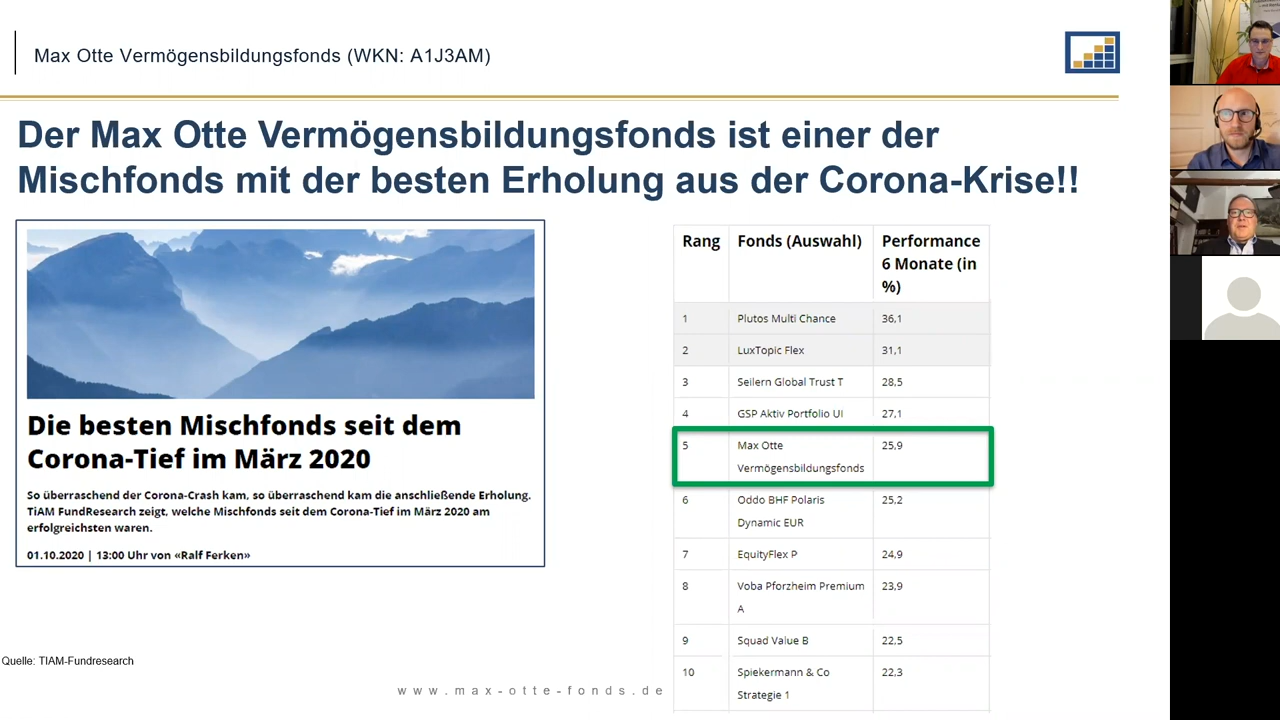 Max Otte Vermögensbildungsfonds (WKN: A1J3AM)
Der Max Otte Vermögensbildungsfonds ist einer der
Mischfonds mit der besten Erholung aus der Corona-Krise!!
Die besten Mischfonds seit dem
Corona-Tief im März 2020
So überraschend der Corona-Crash kam, so überraschend kam die anschließende Erholung.
TiAM FundResearch zeigt, welche Mischfonds seit dem Corona-Tief im März 2020 am
erfolgreichsten waren.
01.10.2020 | 13:00 Uhr von «Ralf Ferken»
Rang Fonds (Auswahl) Performance
6 Monate (in
%)
1 Plutos Multi Chance 36,1
2 LuxTopic Flex 31,1
3 Seilern Global Trust T 28,5
4 GSP Aktiv Portfolio UI 27,1
5 Max Otte 25,9
Vermögensbildungsfonds
6 Oddo BHF Polaris 25,2
Dynamic EUR
7 EquityFlex P 24,9
8 Voba Pforzheim Premium 23,9
A
9 Squad Value B 22,5
10 Spiekermann & Co 22,3
Strategie 1
Quelle: TIAM-Fundresearch
www.max-otte-fonds.de